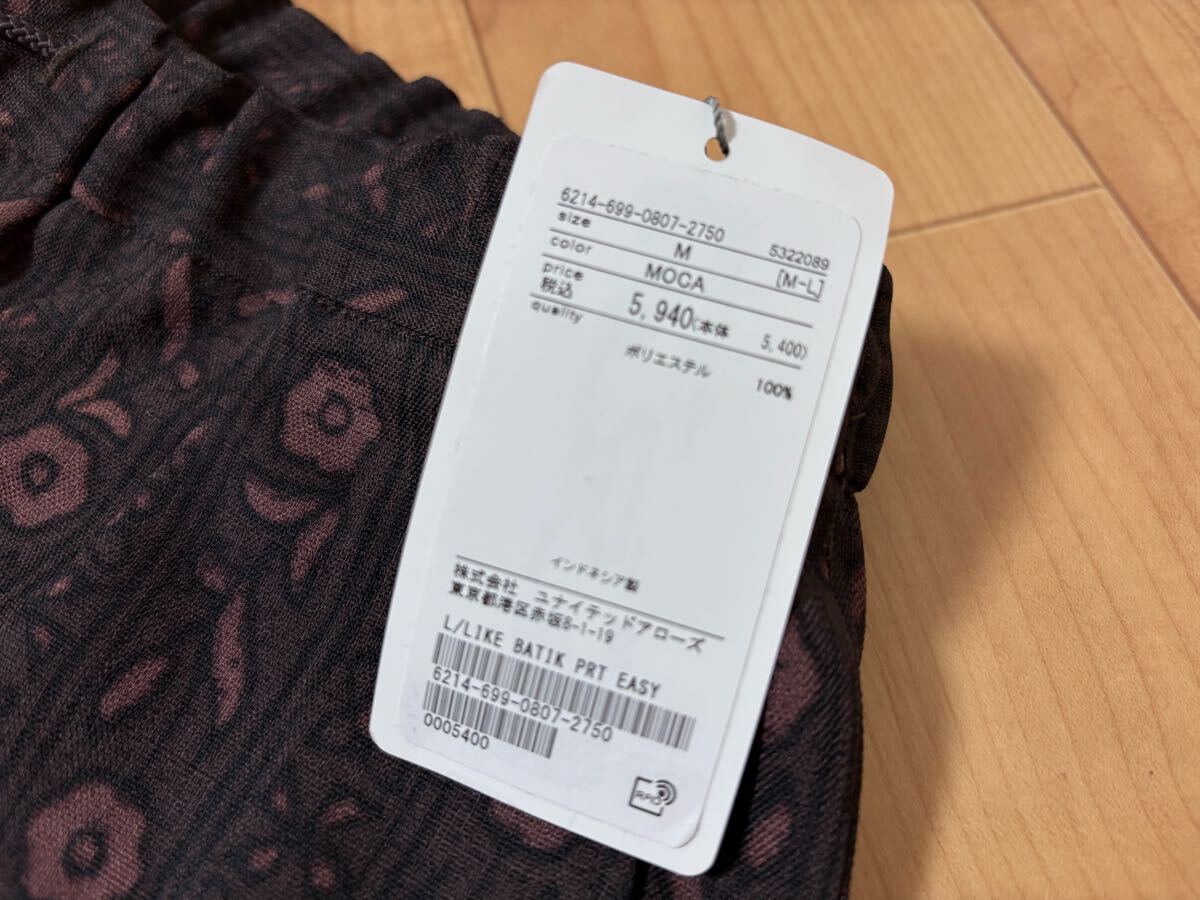 6214-699-0807-2750
size M 5322089
color MOCA [M-L]
price
税込 5,940(本体 5,400)
quality
ポリエステル 100%
インドネシア製
株式会社 ユナイテッドアローズ
東京都港区赤坂8-1-19
L/LIKE BATIK PRT EASY
6214-699-0807-2750
0005400
RFID